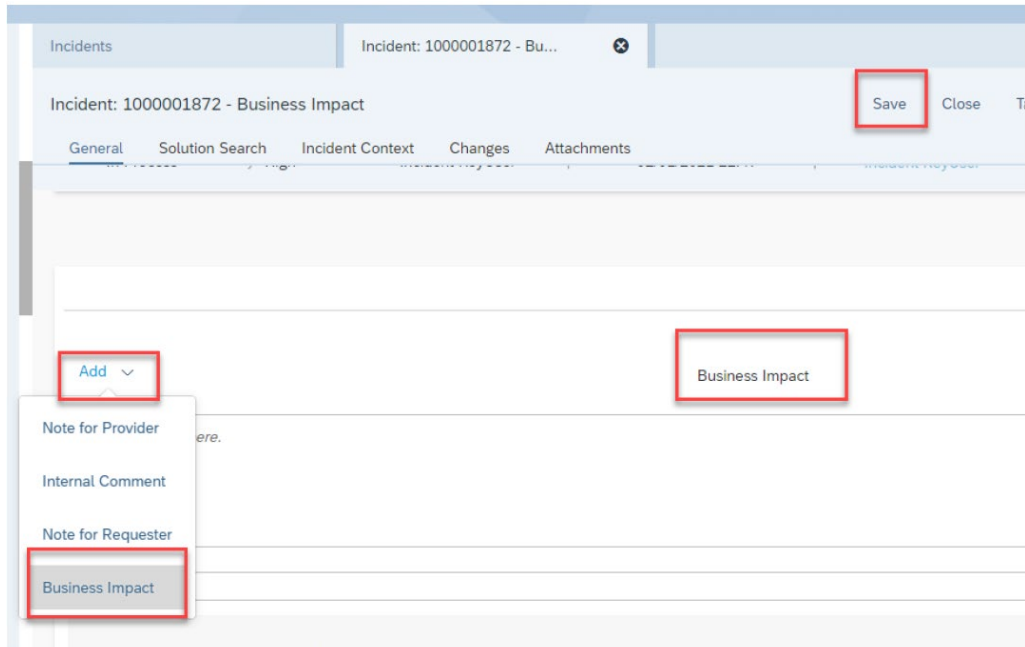 Incidents Incident: 1000001872 - Bu...
Incident: 1000001872 - Business Impact Save Close
General Solution Search Incident Context Changes Attachments
Add Business Impact
Note for Provider
ere.
Internal Comment
Note for Requester
Business Impact